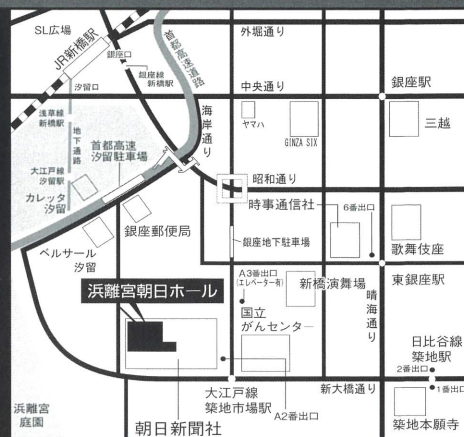 SL広場
JR新橋駅
銀座口
汐留口
銀座線
新橋駅
首都高速道路
外堀通り
中央通り
銀座駅
海岸通り
ヤマハ
GINZA SIX
三越
浅草線
新橋駅
地下通路
首都高速
汐留駐車場
大江戸線
汐留駅
カレッタ
汐留
昭和通り
時事通信社
6番出口
銀座郵便局
銀座地下駐車場
歌舞伎座
ベルサール
汐留
A3番出口
(エレベーター有)
新橋演舞場
晴海通り
東銀座駅
浜離宮朝日ホール
国立
がんセンター
日比谷線
築地駅
2番出口
1番出口
新大橋通り
大江戸線
築地市場駅
A2番出口
浜離宮
庭園
朝日新聞社
築地本願寺